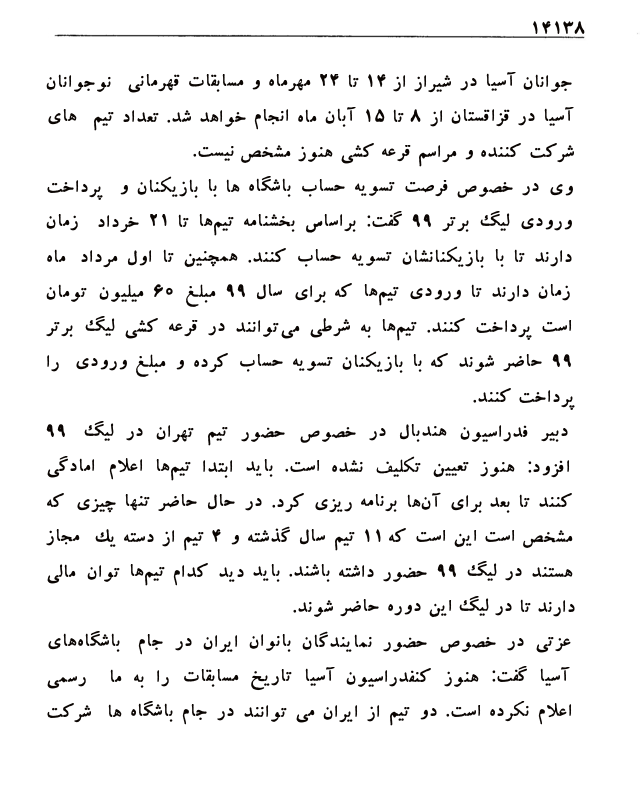 ۱۴۱۳۸
جوانان آسیا در شیراز از ۱۴ تا ۲۴ مهرماه و مسابقات قهرمانی نوجوانان
آسیا در قزاقستان از ۸ تا ۱۵ آبان ماه انجام خواهد شد. تعداد تیم های
شرکت کننده و مراسم قرعه کشی هنوز مشخص نیست.
وی در خصوص فرصت تسویه حساب باشگاه ها با بازیکنان و پرداخت
ورودی لیگ برتر ۹۹ گفت: براساس بخشنامه تیم‌ها تا ۲۱ خرداد زمان
دارند تا با بازیکنانشان تسویه حساب کنند. همچنین تا اول مرداد ماه
زمان دارند تا ورودی تیم‌ها که برای سال ۹۹ مبلغ ۶۰ میلیون تومان
است پرداخت کنند. تیم‌ها به شرطی می‌توانند در قرعه کشی لیگ برتر
۹۹ حاضر شوند که با بازیکنان تسویه حساب کرده و مبلغ ورودی را
پرداخت کنند.
دبیر فدراسیون هندبال در خصوص حضور تیم تهران در لیگ ۹۹
افزود: هنوز تعیین تکلیف نشده است. باید ابتدا تیم‌ها اعلام امادگی
کنند تا بعد برای آن‌ها برنامه ریزی کرد. در حال حاضر تنها چیزی که
مشخص است این است که ۱۱ تیم سال گذشته و ۴ تیم از دسته یك مجاز
هستند در لیگ ۹۹ حضور داشته باشند. باید دید کدام تیم‌ها توان مالی
دارند تا در لیگ این دوره حاضر شوند.
عزتی در خصوص حضور نمایندگان بانوان ایران در جام باشگاه‌های
آسیا گفت: هنوز کنفدراسیون آسیا تاریخ مسابقات را به ما رسمی
اعلام نکرده است. دو تیم از ایران می توانند در جام باشگاه ها شرکت